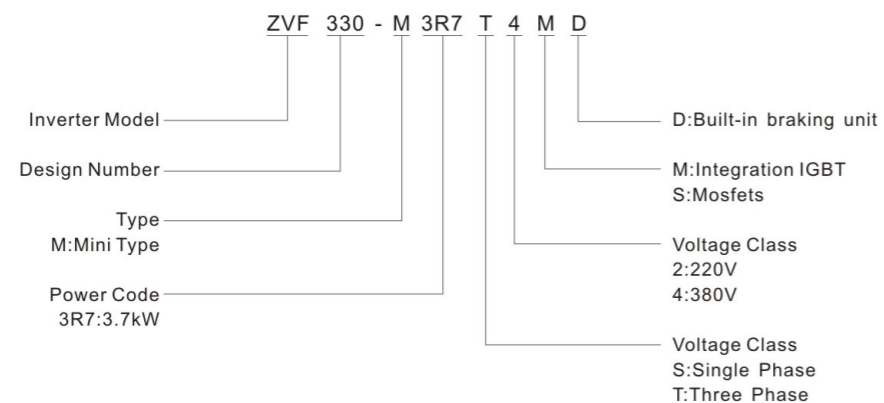 ZVF 330 - M 3R7 T 4 M D
Inverter Model
Design Number
Type
M:Mini Type
Power Code
3R7:3.7kW
D:Built-in braking unit
M:Integration IGBT
S:Mosfets
Voltage Class
2:220V
4:380V
Voltage Class
S:Single Phase
T:Three Phase